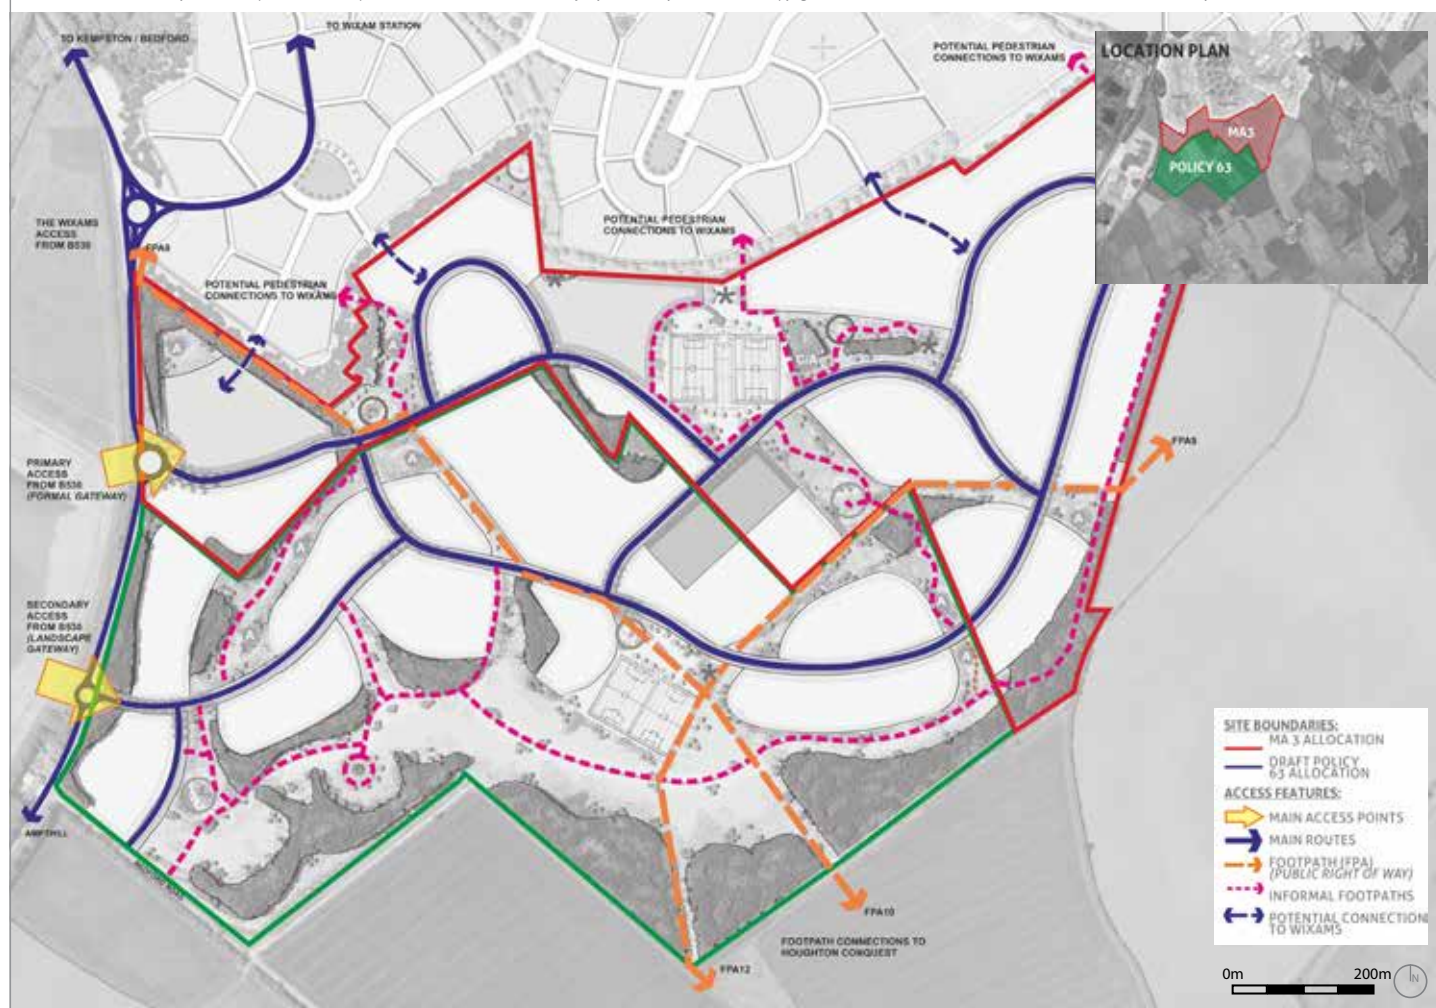 TO KEMPSTON / BEDFORD
TO WIXAM STATION
POTENTIAL PEDESTRIAN
CONNECTIONS TO WIXAMS
LOCATION PLAN
MA3
POLICY 63
THE WIXAMS
ACCESS
FROM B530
FPA8
POTENTIAL PEDESTRIAN
CONNECTIONS TO WIXAMS
POTENTIAL PEDESTRIAN
CONNECTIONS TO WIXAMS
PRIMARY
ACCESS
FROM B530
(FORMAL GATEWAY)
FPA9
SECONDARY
ACCESS
FROM B530
(LANDSCAPE
GATEWAY)
AMPTHILL
FPA10
FOOTPATH CONNECTIONS TO
HOUGHTON CONQUEST
FPA12
SITE BOUNDARIES:
MA 3 ALLOCATION
DRAFT POLICY
63 ALLOCATION
ACCESS FEATURES:
MAIN ACCESS POINTS
MAIN ROUTES
FOOTPATH (FPA)
(PUBLIC RIGHT OF WAY)
INFORMAL FOOTPATHS
POTENTIAL CONNECTION
TO WIXAMS
0m 200m
N